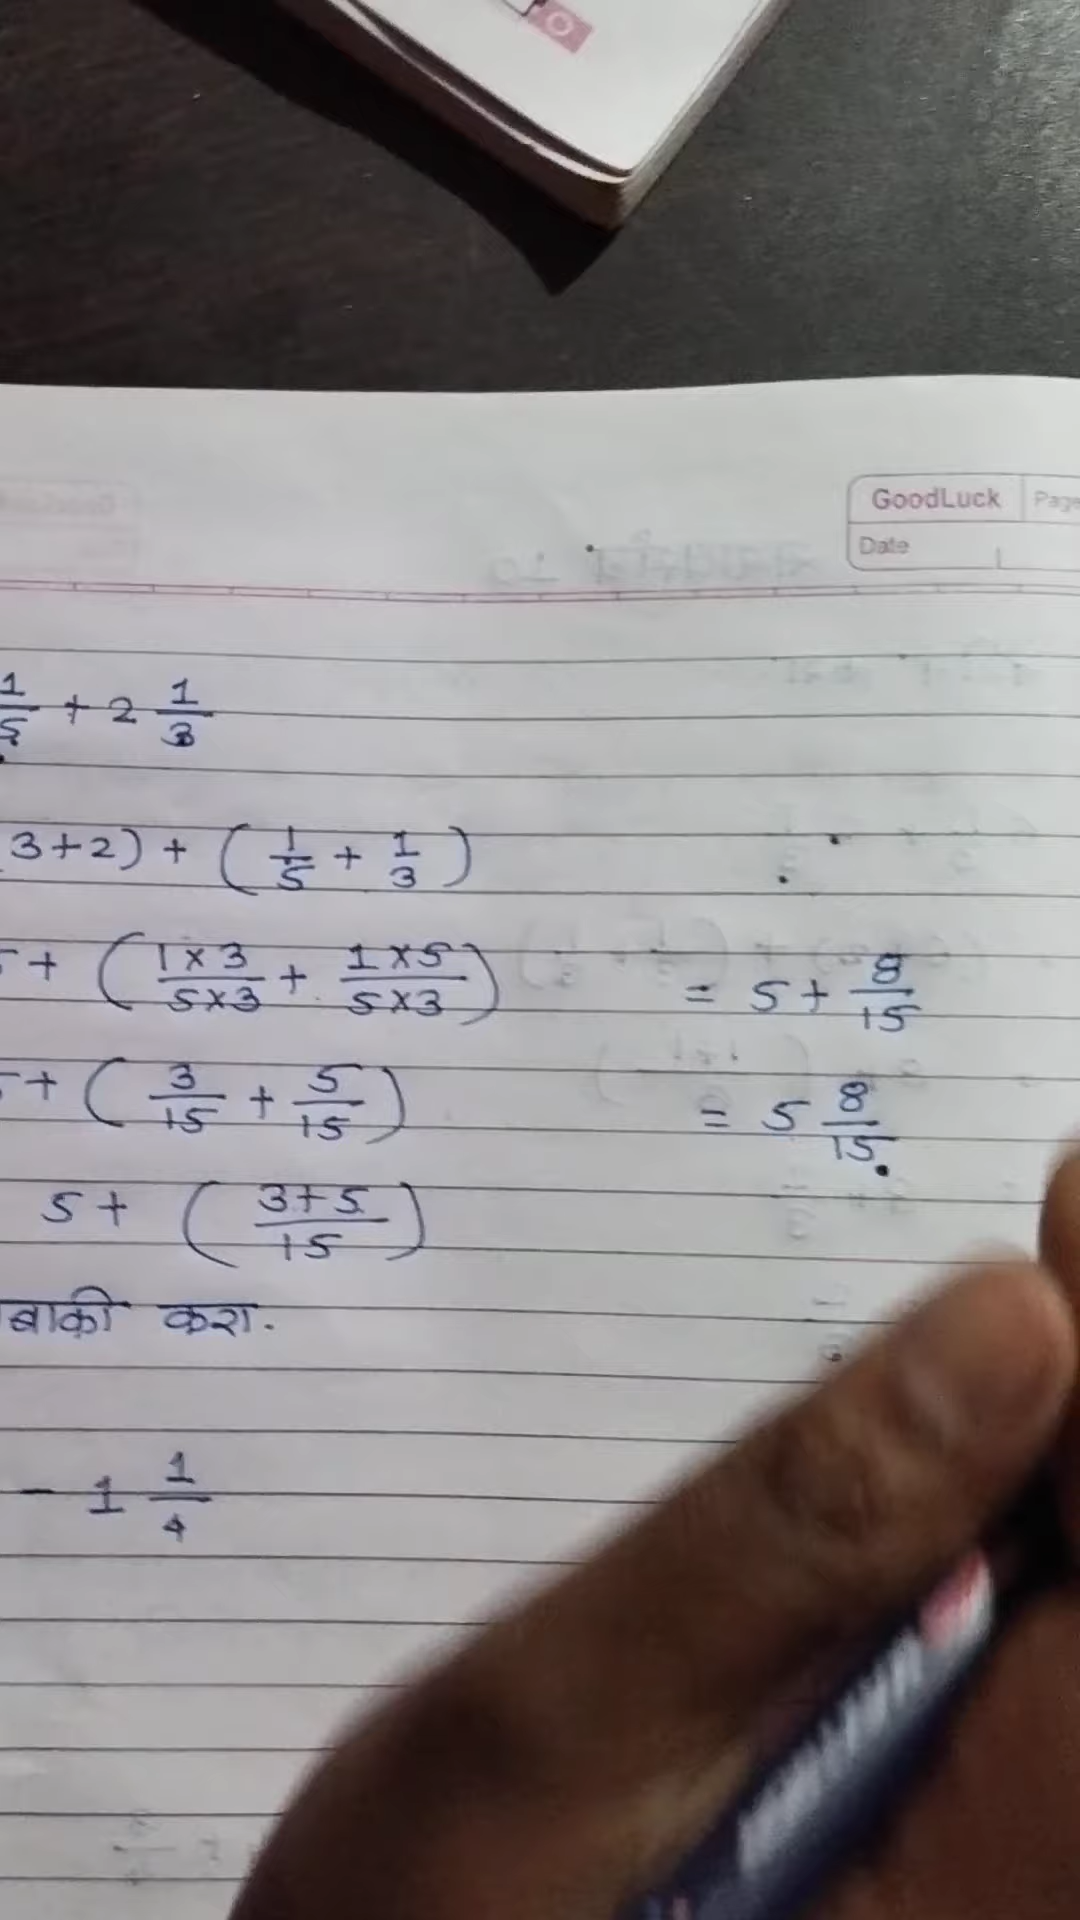 GoodLuck Page
Date
1/5 + 2 1/3
3+2) + (1/5 + 1/3)
+ (1×3/5×3 + 1×5/5×3)
= 5 + 8/15
+ (3/15 + 5/15)
= 5 8/15
5 + (3+5/15)
बाकी करा.
- 1 1/4